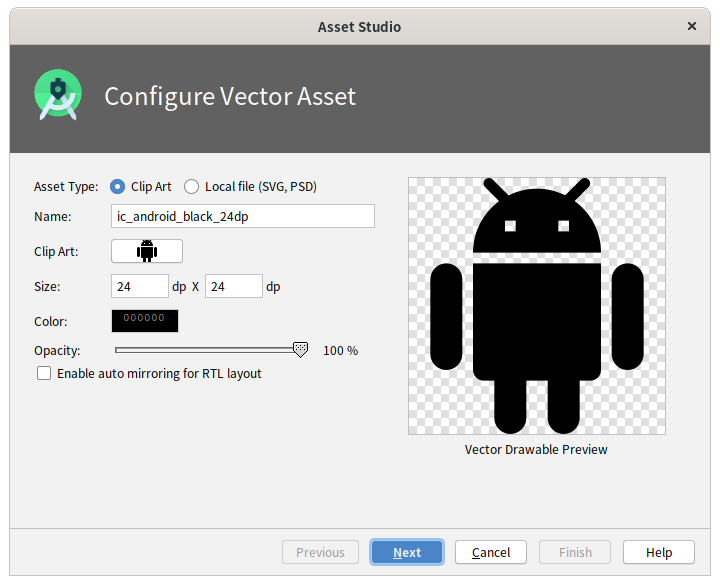 Asset Studio
Configure Vector Asset
Asset Type: Clip Art Local file (SVG, PSD)
Name: ic_android_black_24dp
Clip Art:
Size: 24 dp X 24 dp
Color: 000000
Opacity: 100 %
Enable auto mirroring for RTL layout
Vector Drawable Preview
Previous Next Cancel Finish Help